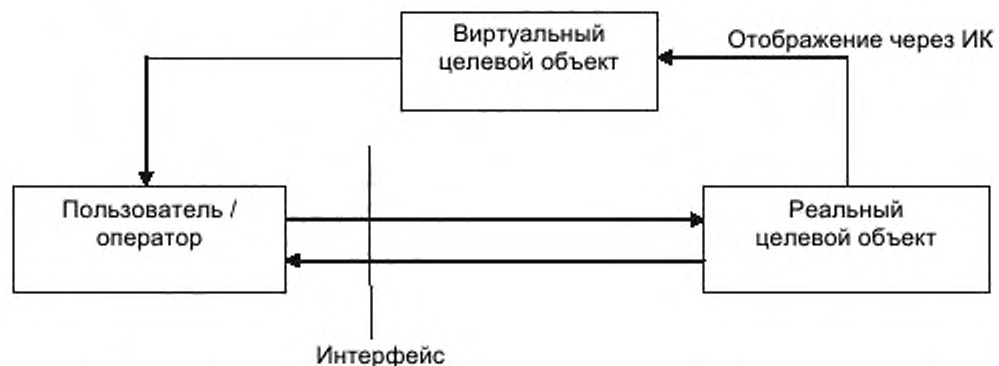 Виртуальный
целевой объект
Отображение через ИК
Пользователь /
оператор
Реальный
целевой объект
Интерфейс